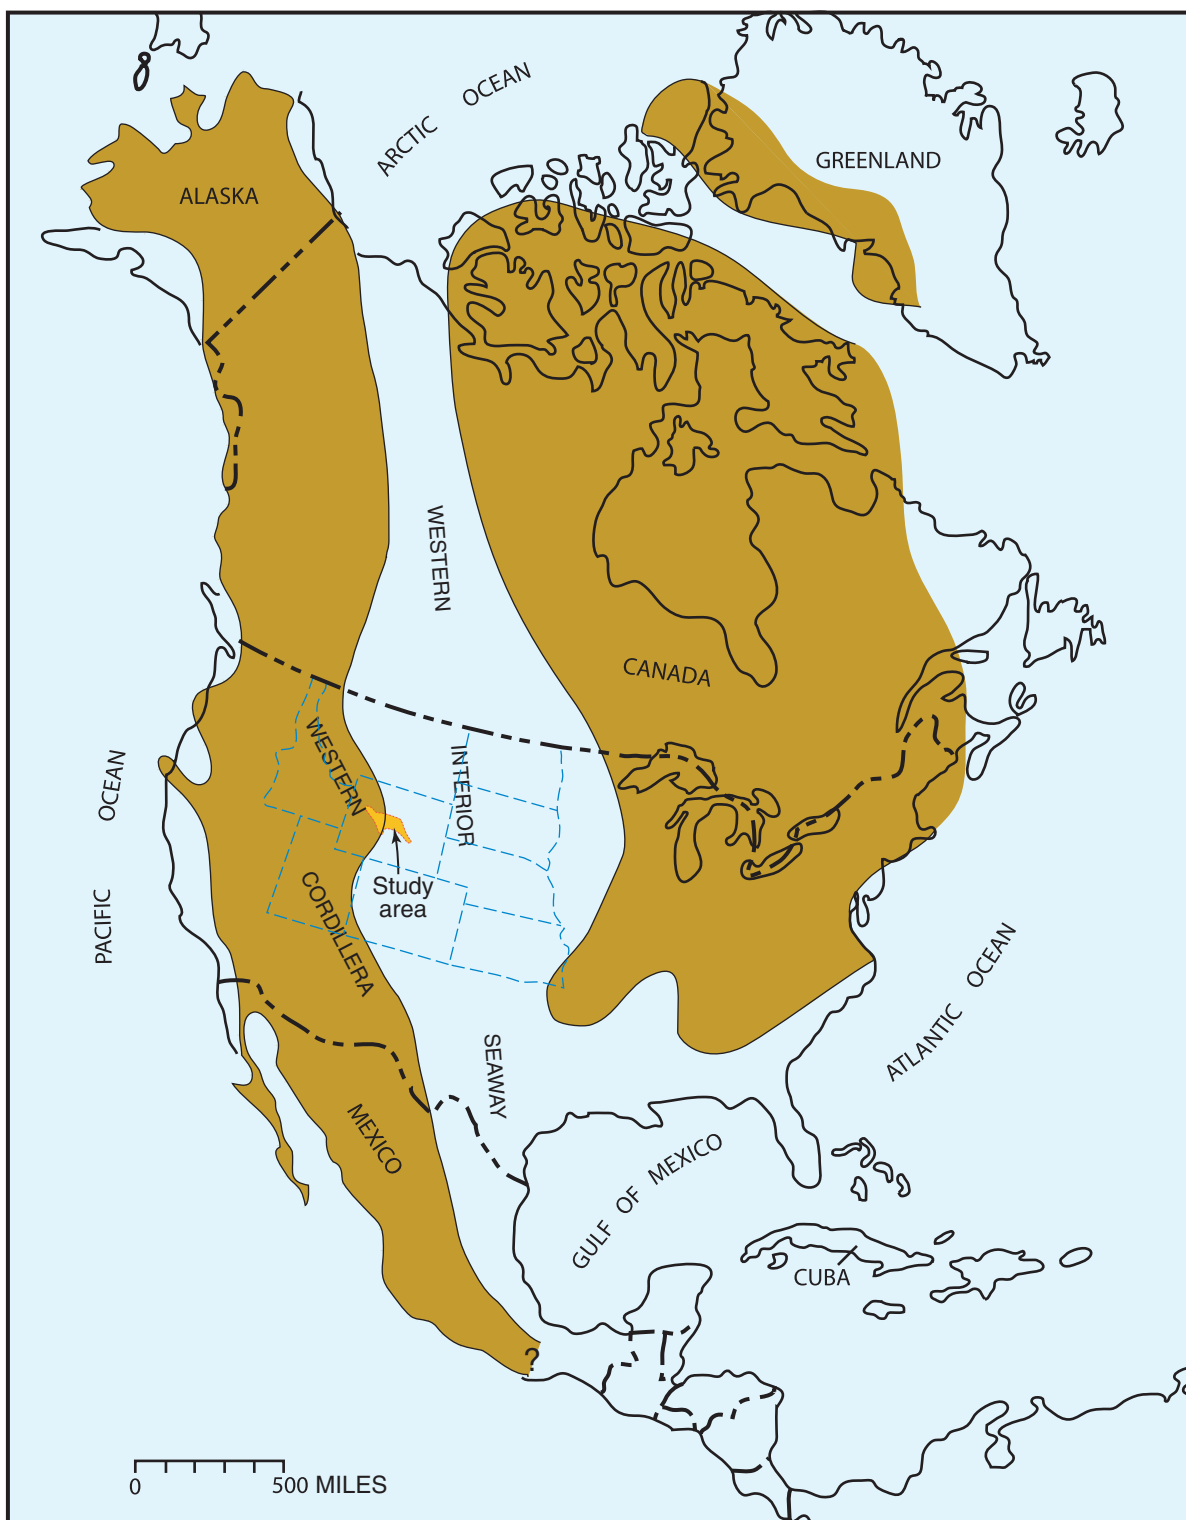 ARCTIC OCEAN
GREENLAND
ALASKA
WESTERN
CANADA
WESTERN
INTERIOR
PACIFIC OCEAN
Study
area
CORDILLERA
ATLANTIC OCEAN
SEAWAY
MEXICO
GULF OF MEXICO
CUBA
?
0 500 MILES